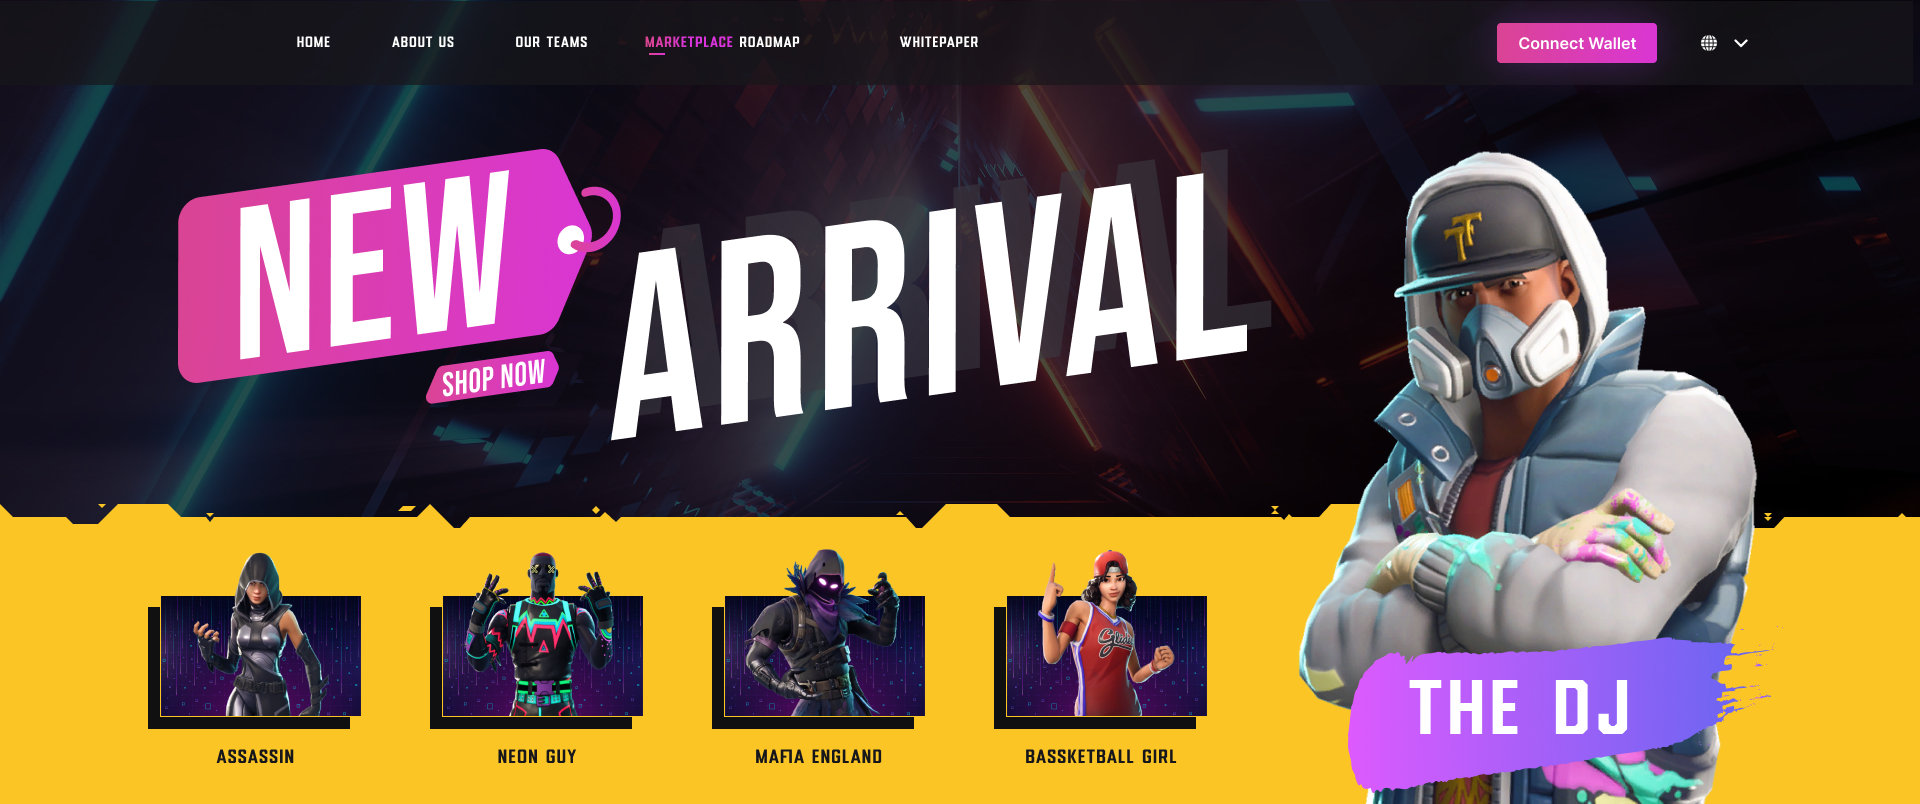 HOME
ABOUT US
OUR TEAMS
MARKETPLACE
ROADMAP
WHITEPAPER
Connect Wallet
NEW
ARRIVAL
SHOP NOW
ASSASSIN
NEON GUY
MAFIA ENGLAND
BASSKETBALL GIRL
THE DJ